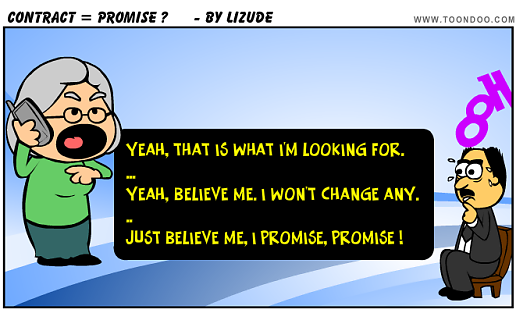 CONTRACT = PROMISE ? - BY LIZUDE
WWW.TOONDOO.COM
OOH
YEAH, THAT IS WHAT I'M LOOKING FOR.
...
YEAH, BELIEVE ME. I WON'T CHANGE ANY.
..
JUST BELIEVE ME, I PROMISE, PROMISE !